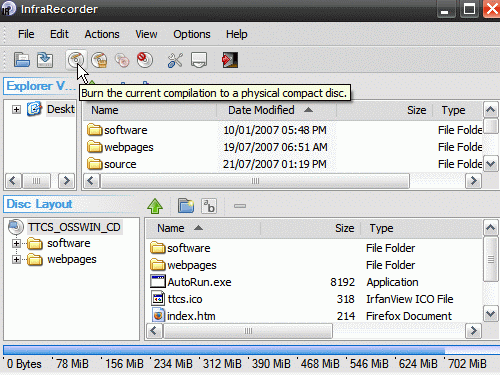 InfraRecorder
File Edit Actions View Options Help
Burn the current compilation to a physical compact disc.
Explorer V...
Deskt
Name Date Modified Size Type
software 10/01/2007 05:48 PM File Folde
webpages 19/07/2007 06:51 AM File Folde
source 21/07/2007 01:19 PM File Folde
Disc Layout
TTCS_OSSWIN_CD
software
webpages
Name Size Type
software File Folder
webpages File Folder
AutoRun.exe 8192 Application
ttcs.ico 318 IrfanView ICO File
index.htm 214 Firefox Document
0 Bytes 78 MiB 156 MiB 234 MiB 312 MiB 390 MiB 468 MiB 546 MiB 624 MiB 702 MiB